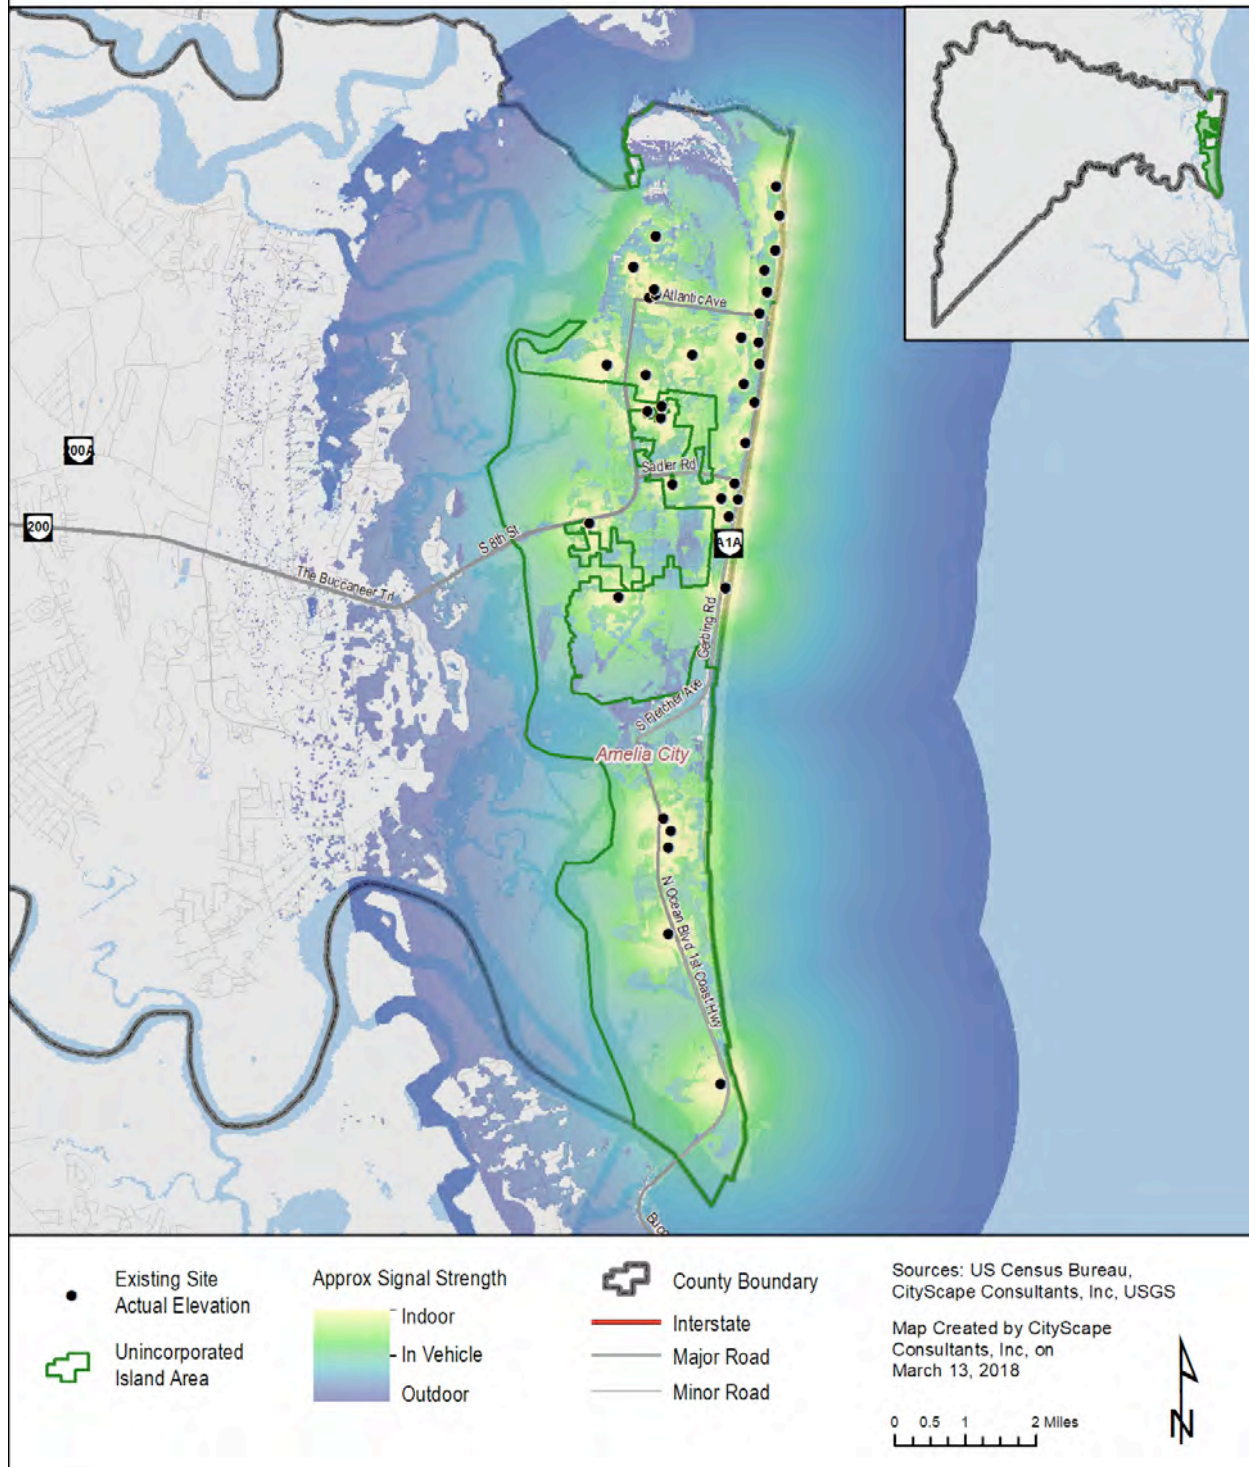 Atlantic Ave
200A
Sadler Rd
200
S 8th St
A1A
The Buccaneer Trl
Gerbing Rd
S Fletcher Ave
Amelia City
N Ocean Blvd 1st Coast Hwy
Existing Site
Actual Elevation
Unincorporated
Island Area
Approx Signal Strength
Indoor
In Vehicle
Outdoor
County Boundary
Interstate
Major Road
Minor Road
Sources: US Census Bureau,
CityScape Consultants, Inc, USGS
Map Created by CityScape
Consultants, Inc, on
March 13, 2018
0 0.5 1 2 Miles
N